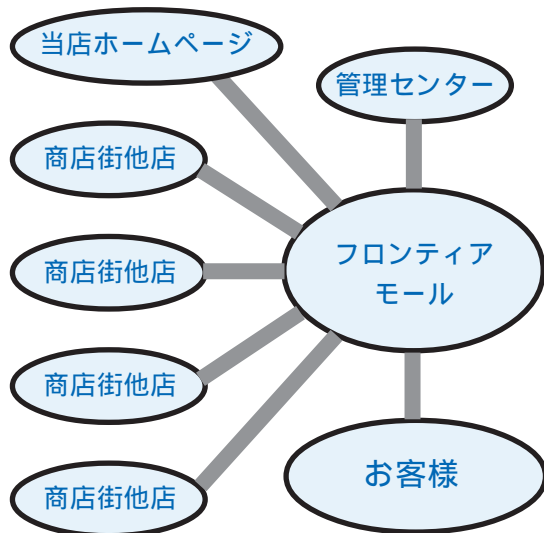 当店ホームページ
管理センター
商店街他店
商店街他店
フロンティア
モール
商店街他店
お客様
商店街他店